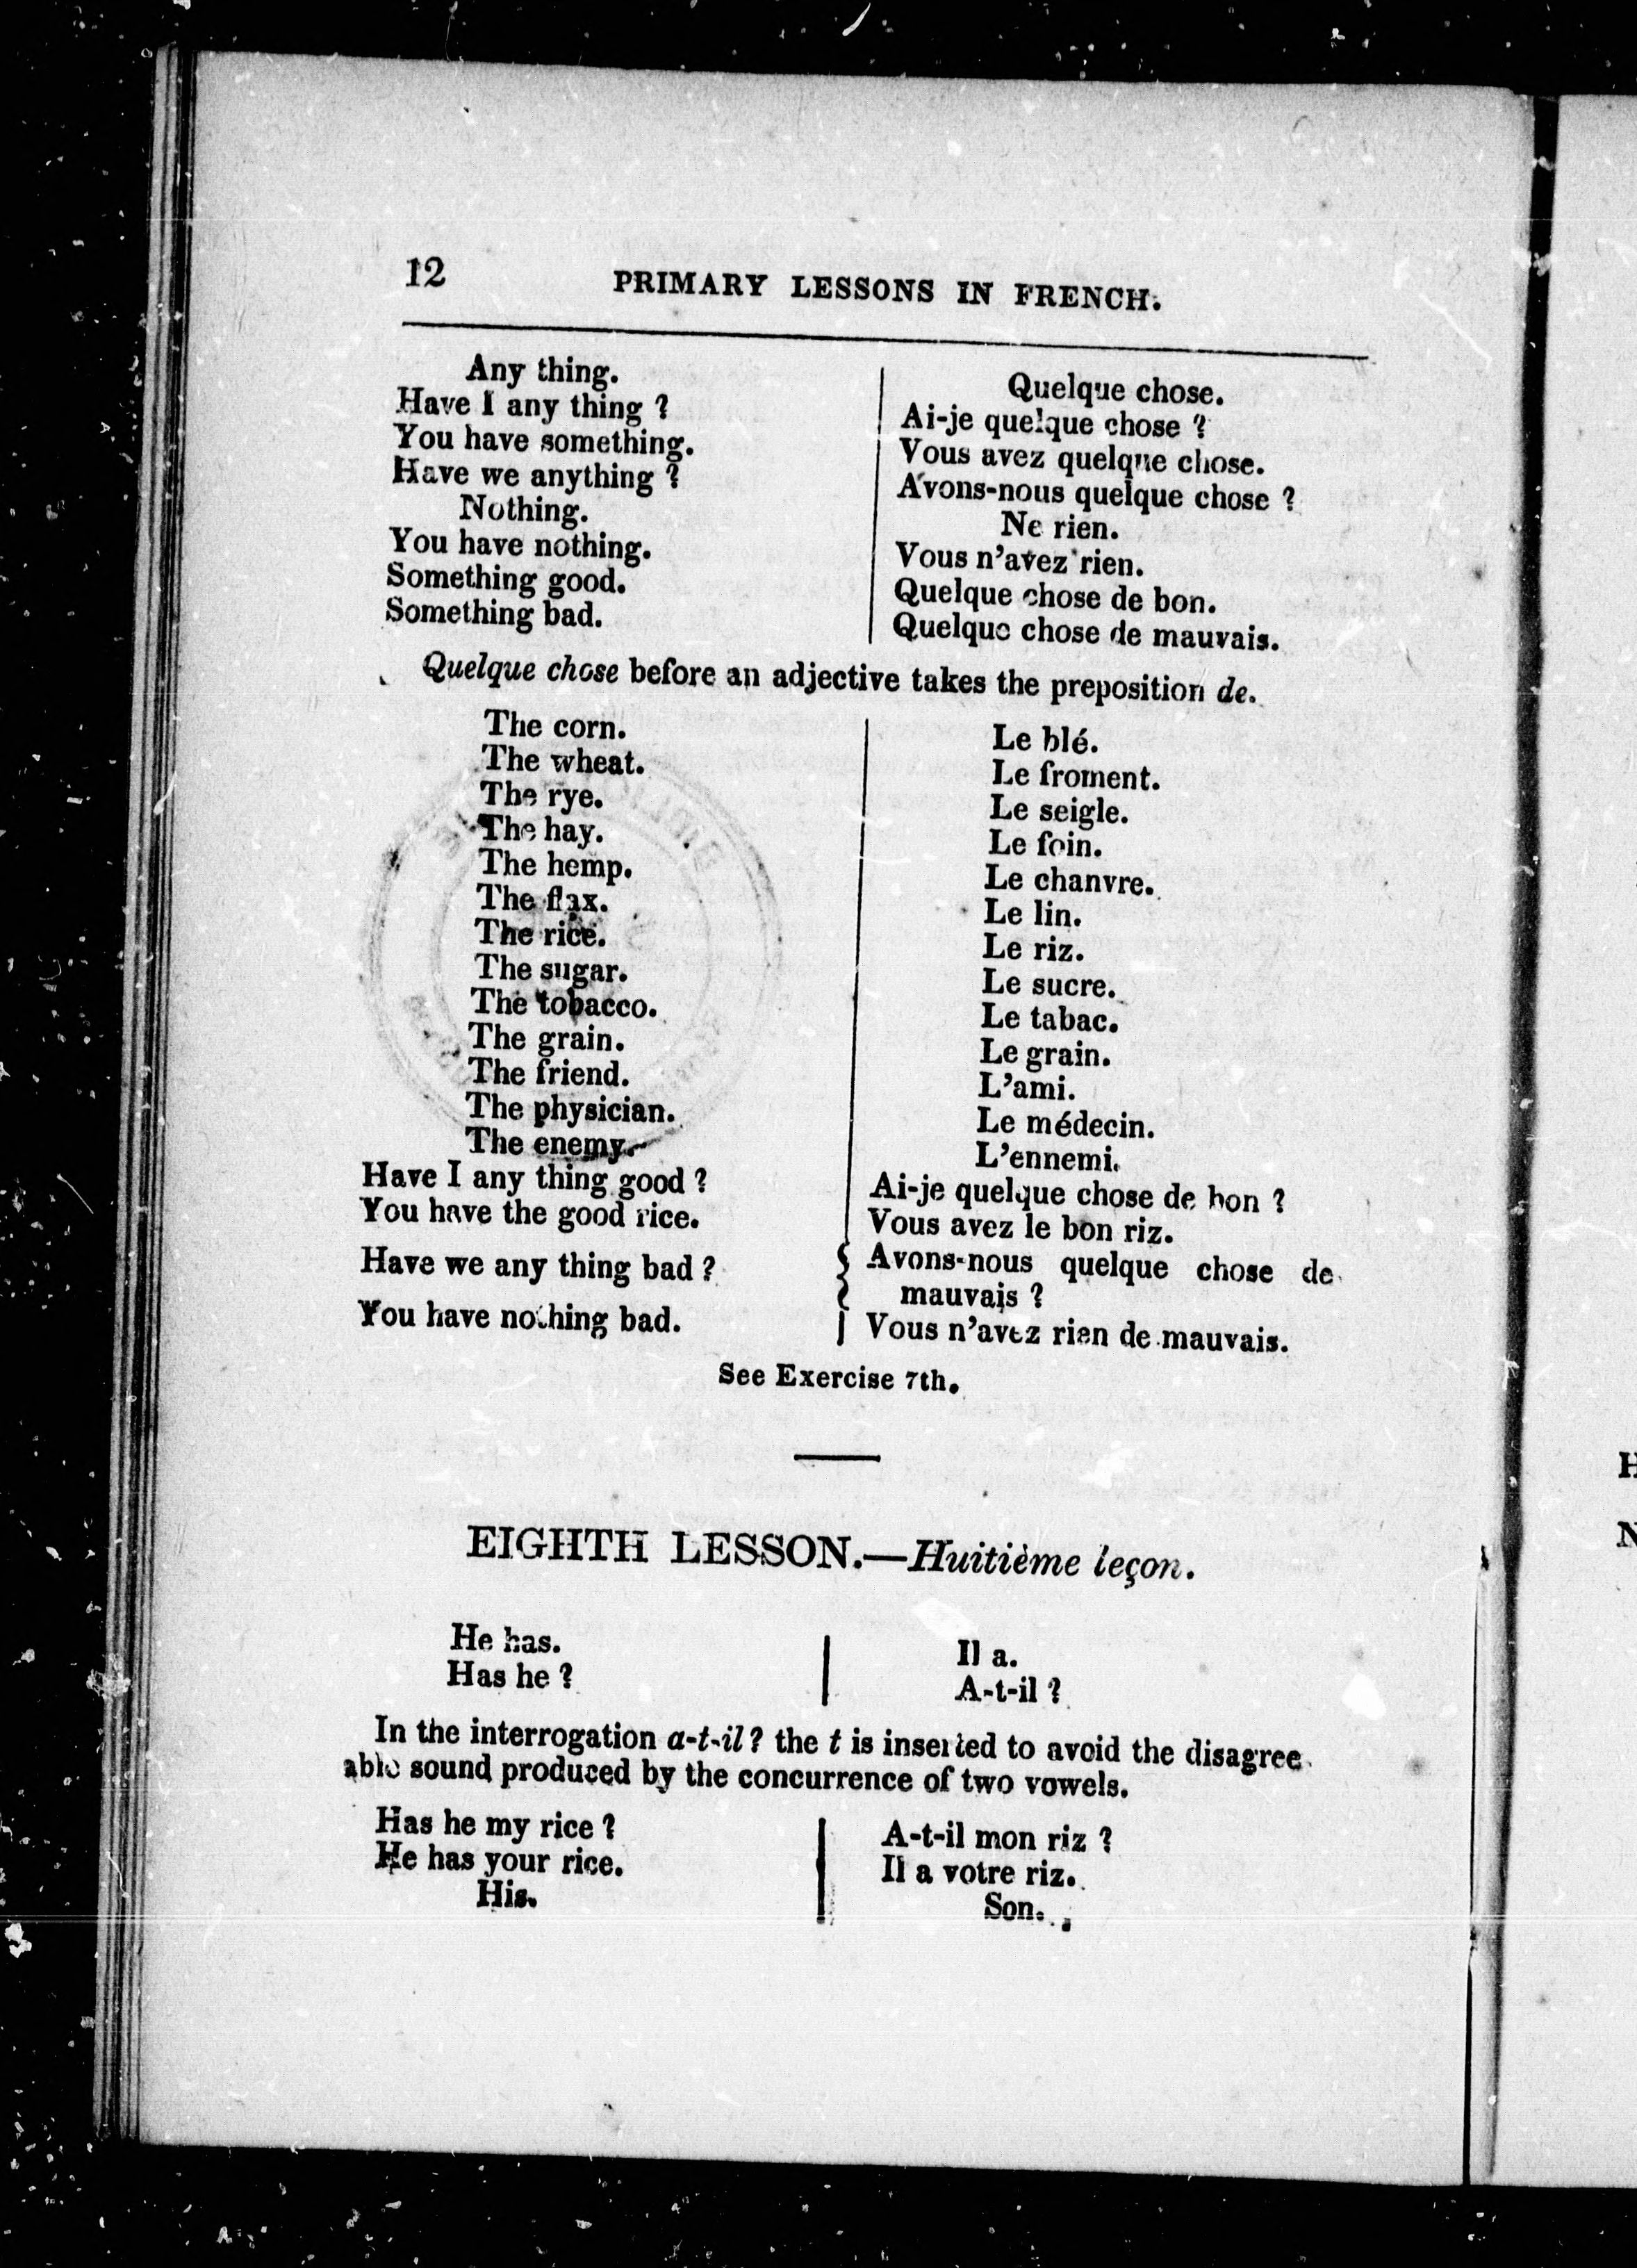 12 PRIMARY LESSONS IN FRENCH.
Any thing. Quelque chose.
Have I any thing ? Ai-je quelque chose ?
You have something. Vous avez quelque chose.
Have we anything ? Avons-nous quelque chose ?
Nothing. Ne rien.
You have nothing. Vous n'avez rien.
Something good. Quelque chose de bon.
Something bad. Quelque chose de mauvais.
Quelque chose before an adjective takes the preposition de.
The corn. Le blé.
The wheat. Le froment.
The rye. Le seigle.
The hay. Le foin.
The hemp. Le chanvre.
The flax. Le lin.
The rice. Le riz.
The sugar. Le sucre.
The tobacco. Le tabac.
The grain. Le grain.
The friend. L'ami.
The physician. Le médecin.
The enemy. L'ennemi.
Have I any thing good ? Ai-je quelque chose de bon ?
You have the good rice. Vous avez le bon riz.
Have we any thing bad ? Avons-nous quelque chose de
mauvais ?
You have nothing bad. Vous n'avez rien de mauvais.
See Exercise 7th.
EIGHTH LESSON.—Huitième leçon.
He has. Il a.
Has he ? A-t-il ?
In the interrogation a-t-il ? the t is inserted to avoid the disagree
able sound produced by the concurrence of two vowels.
Has he my rice ? A-t-il mon riz ?
He has your rice. Il a votre riz.
His. Son.